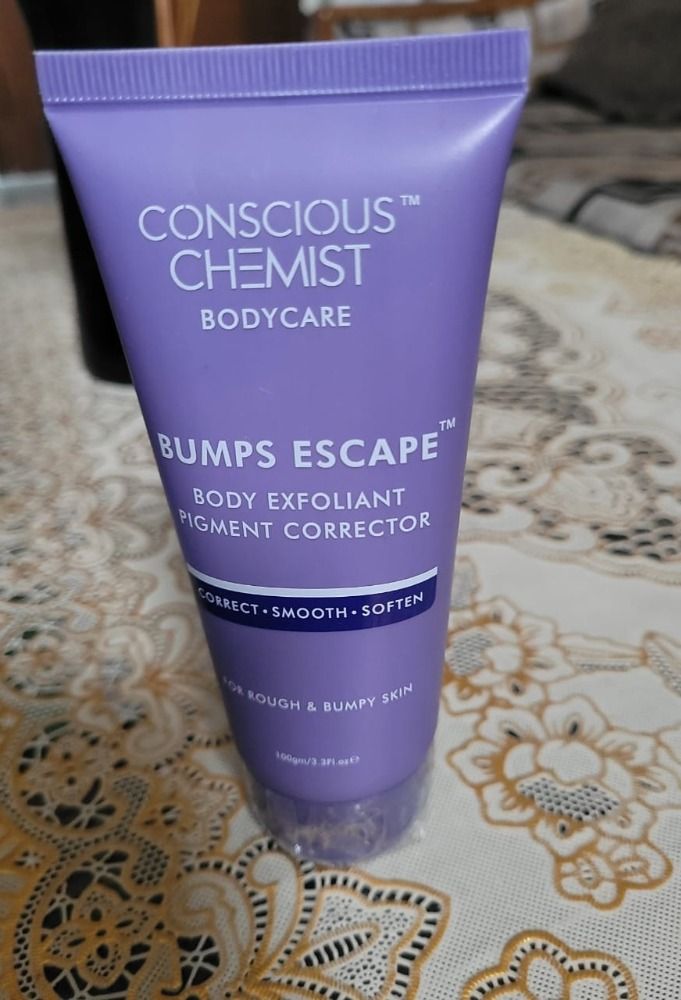 CONSCIOUS™
CHEMIST
BODYCARE
BUMPS ESCAPE™
BODY EXFOLIANT
PIGMENT CORRECTOR
CORRECT • SMOOTH • SOFTEN
FOR ROUGH & BUMPY SKIN
100gm/3.3Fl oz℮